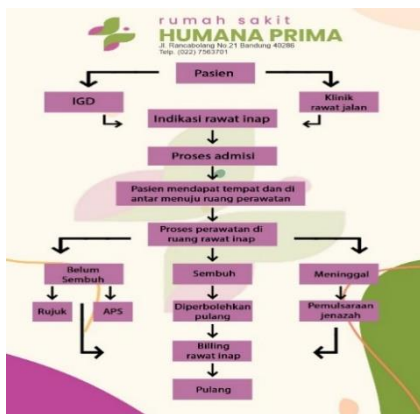 rumah sakit
HUMANA PRIMA
Jl. Rancabolang No 21 Bandung 40286
Telp. (022) 7563701
Pasien
IGD
Klinik
rawat jalan
Indikasi rawat inap
Proses admisi
Pasien mendapat tempat dan di
antar menuju ruang perawatan
Proses perawatan di
ruang rawat inap
Belum
Sembuh
Sembuh
Meninggal
Rujuk
APS
Diperbolehkan
pulang
Pemulsaraan
jenazah
Billing
rawat inap
Pulang